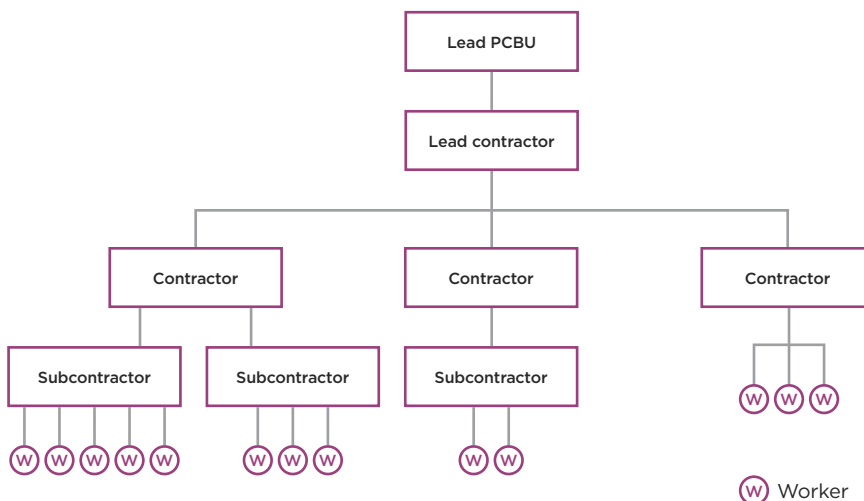 Lead PCBU
Lead contractor
Contractor Contractor Contractor
Subcontractor Subcontractor Subcontractor
W W W
W W W W W W W W W W
W Worker